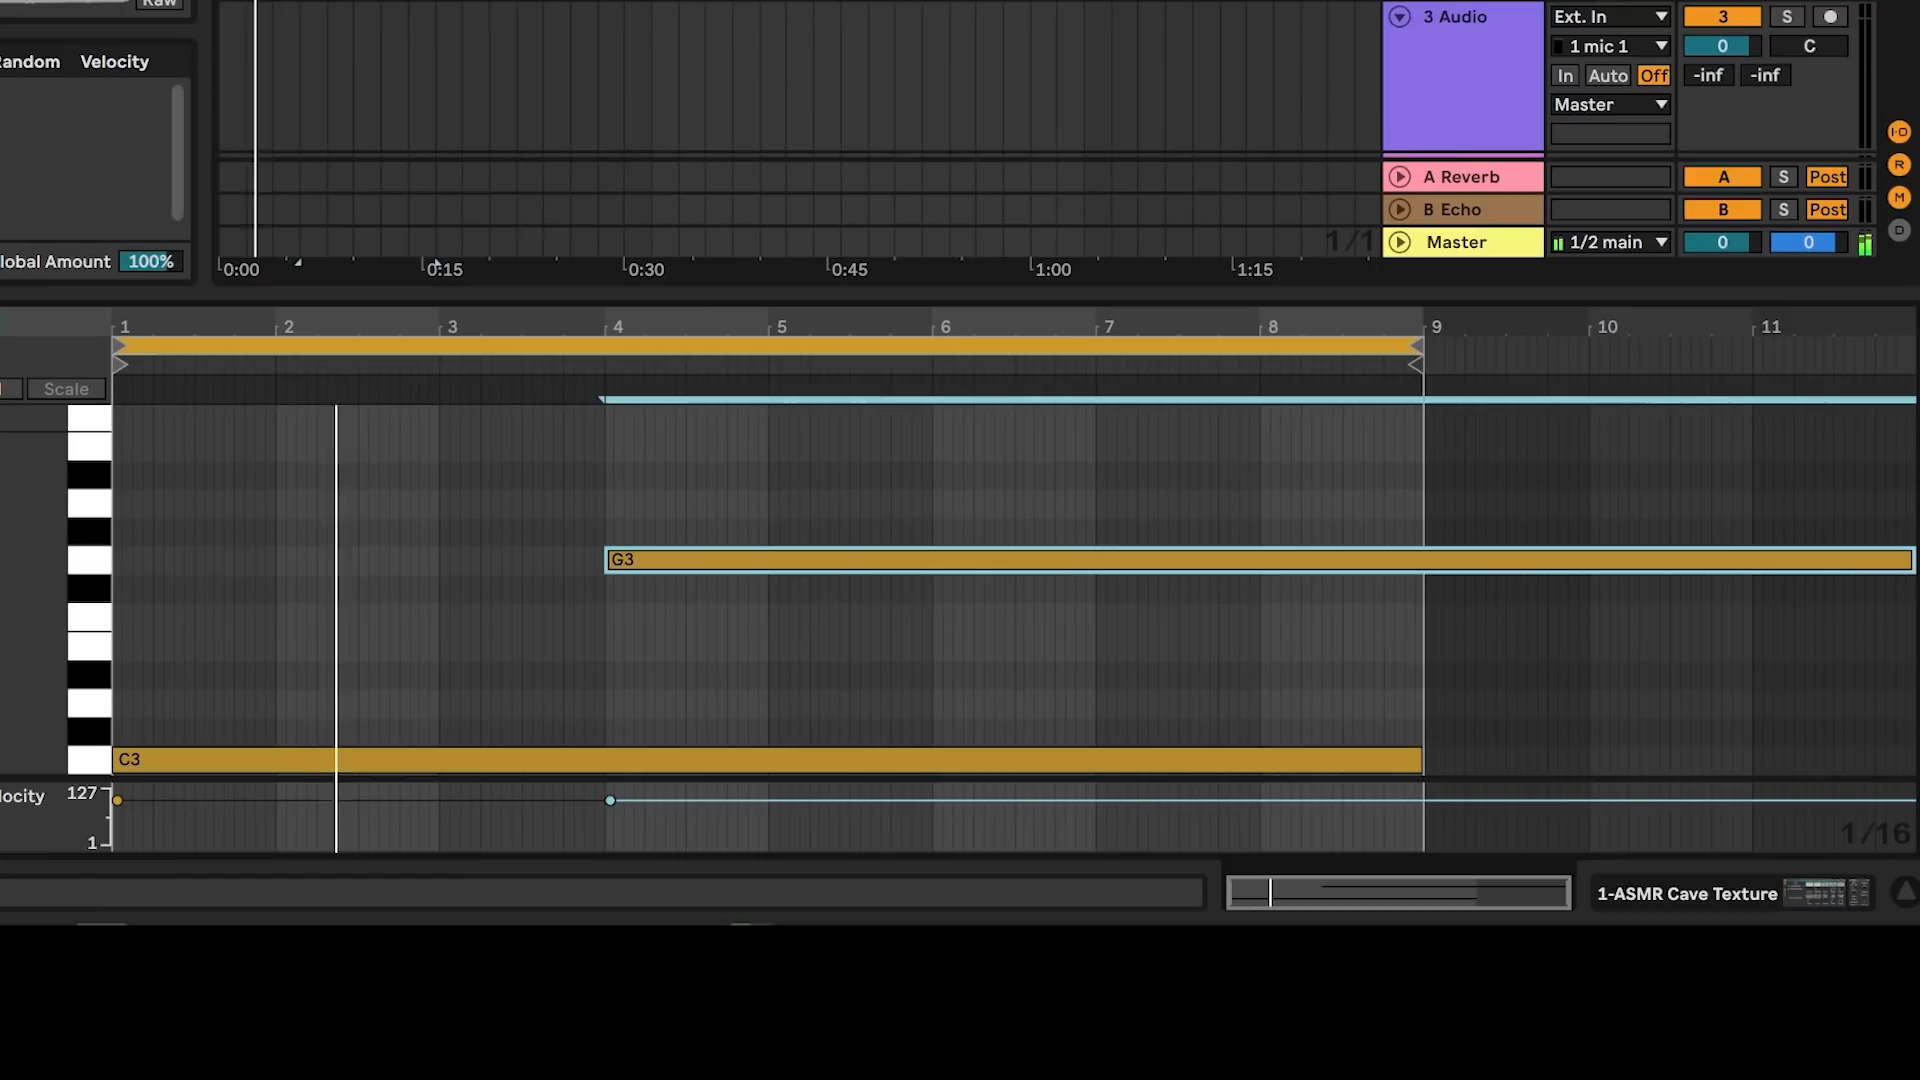 Raw
3 Audio
Ext. In
3
S
1 mic 1
0
C
Velocity
In
Auto
Off
-inf
-inf
Master
I·O
R
A Reverb
A
S
Post
M
B Echo
B
S
Post
D
1/1
Master
1/2 main
0
0
Amount
100%
0:00
0:15
0:30
0:45
1:00
1:15
1
2
3
4
5
6
7
8
9
10
11
Scale
G3
C3
127
1
1/16
1-ASMR Cave Texture